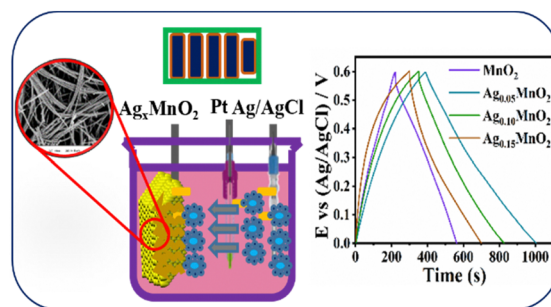 AgₓMnO₂
Pt Ag/AgCl
E vs (Ag/AgCl) / V
0.6
0.5
0.4
0.3
0.2
0.1
0.0
0 200 400 600 800 1000
Time (s)
MnO₂
Ag₀.₀₅MnO₂
Ag₀.₁₀MnO₂
Ag₀.₁₅MnO₂